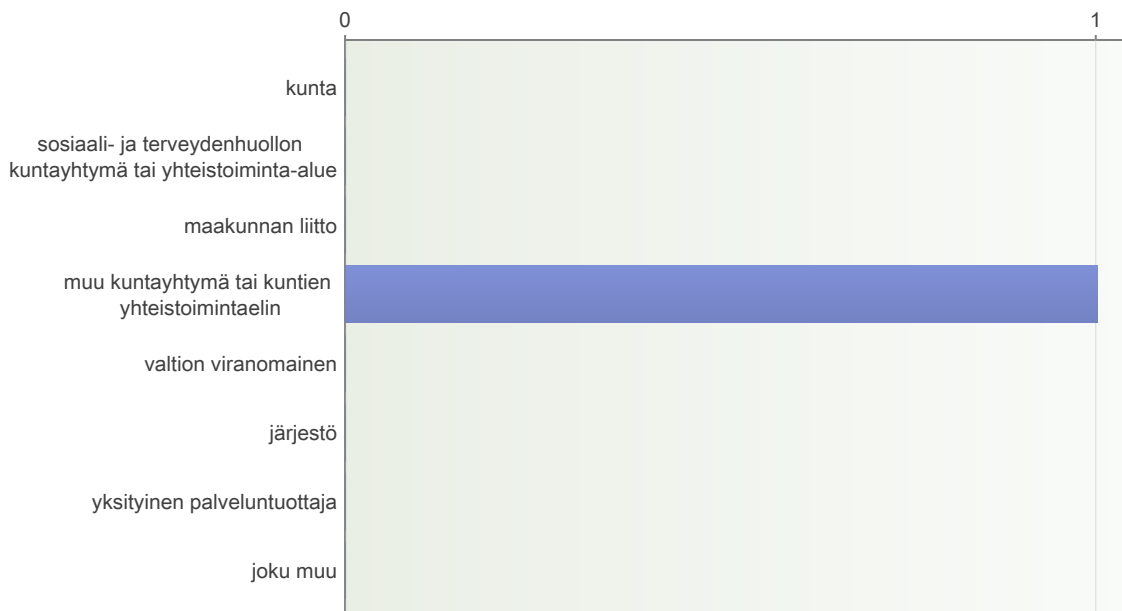 0 1
kunta
sosiaali- ja terveydenhuollon
kuntayhtymä tai yhteistoiminta-alue
maakunnan liitto
muu kuntayhtymä tai kuntien
yhteistoimintaelin
valtion viranomainen
järjestö
yksityinen palveluntuottaja
joku muu